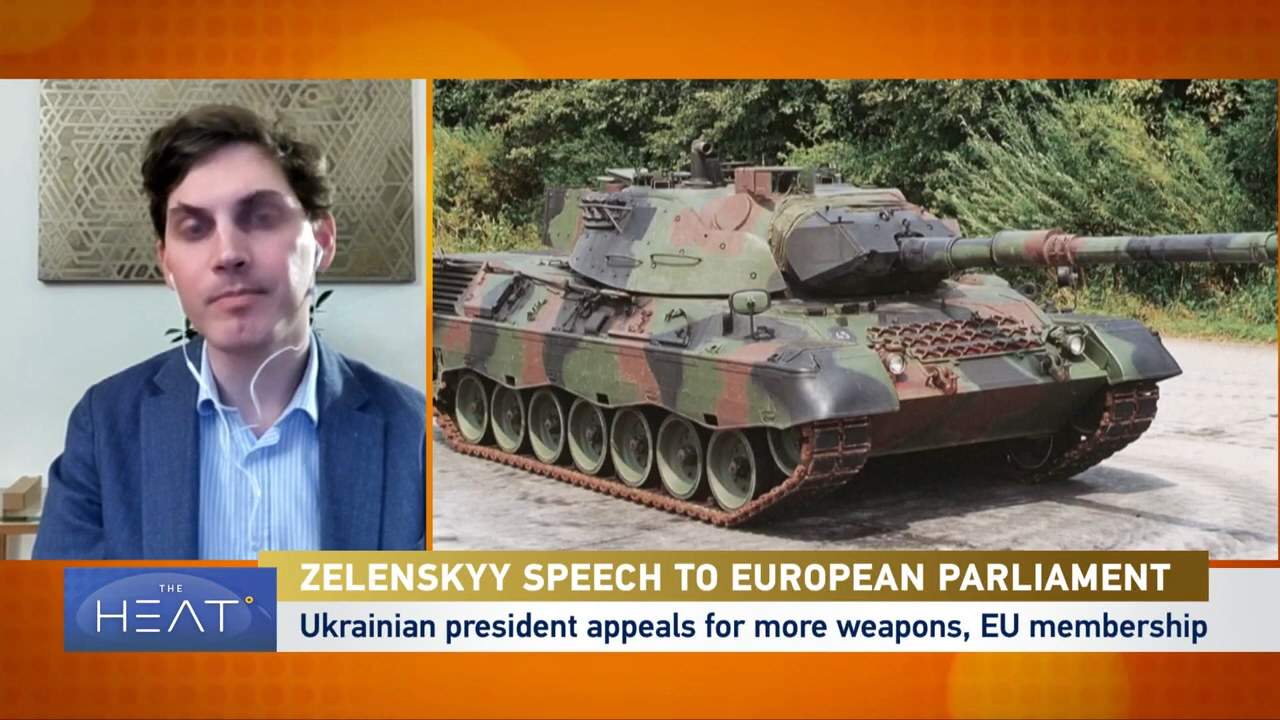 THE
HEAT°
ZELENSKYY SPEECH TO EUROPEAN PARLIAMENT
Ukrainian president appeals for more weapons, EU membership